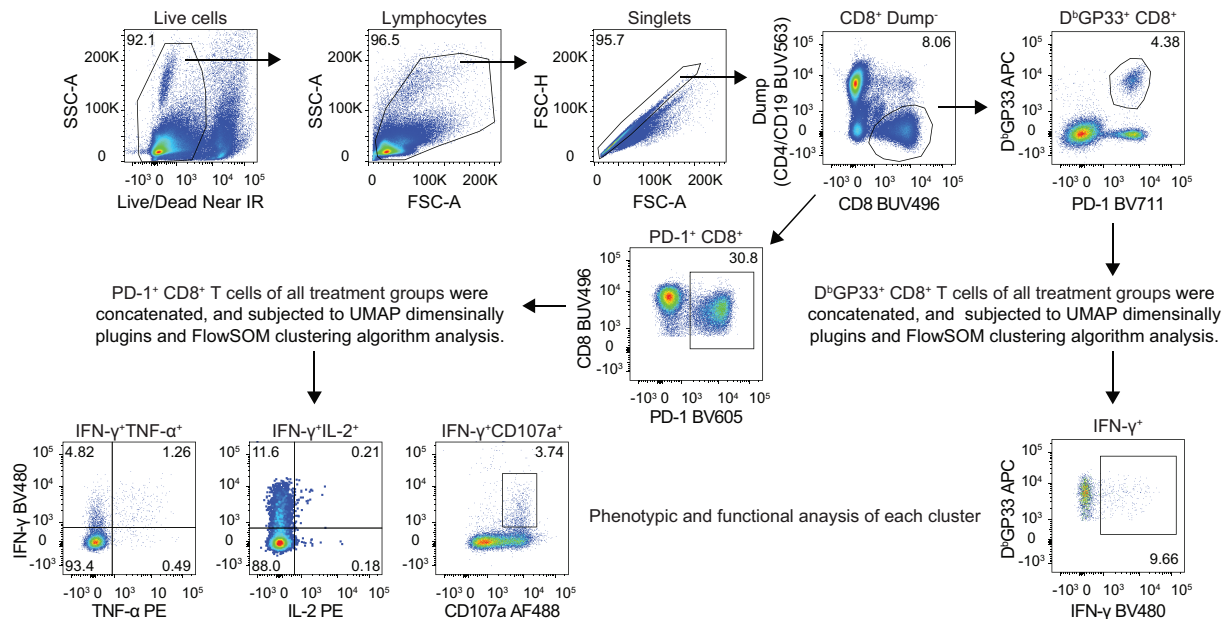 Live cells
92.1
200K
100K
0
SSC-A
-10³ 0 10³ 10⁴ 10⁵
Live/Dead Near IR
Lymphocytes
96.5
200K
100K
0
SSC-A
0 100K 200K
FSC-A
Singlets
95.7
200K
100K
0
FSC-H
0 100K 200K
FSC-A
CD8⁺ Dump⁻
8.06
10⁵
10⁴
10³
0
-10³
Dump
(CD4/CD19 BUV563)
-10³ 0 10³ 10⁴ 10⁵
CD8 BUV496
DᵇGP33⁺ CD8⁺
4.38
10⁵
10⁴
10³
0
-10³
DᵇGP33 APC
-10³ 0 10³ 10⁴ 10⁵
PD-1 BV711
PD-1⁺ CD8⁺
30.8
10⁵
10⁴
10³
0
-10³
CD8 BUV496
-10³ 0 10³ 10⁴ 10⁵
PD-1 BV605
PD-1⁺ CD8⁺ T cells of all treatment groups were
concatenated, and subjected to UMAP dimensinally
plugins and FlowSOM clustering algorithm analysis.
DᵇGP33⁺ CD8⁺ T cells of all treatment groups were
concatenated, and subjected to UMAP dimensinally
plugins and FlowSOM clustering algorithm analysis.
IFN-γ⁺TNF-α⁺
4.82 1.26
93.4 0.49
10⁵
10⁴
10³
0
-10³
IFN-γ BV480
-10³ 0 10³ 10⁴ 10⁵
TNF-α PE
IFN-γ⁺IL-2⁺
11.6 0.21
88.0 0.18
-10³ 0 10³ 10⁴ 10⁵
IL-2 PE
IFN-γ⁺CD107a⁺
3.74
10⁵
10⁴
10³
0
-10³
-10³ 0 10³ 10⁴ 10⁵
CD107a AF488
Phenotypic and functional anaysis of each cluster
IFN-γ⁺
9.66
10⁵
10⁴
10³
0
-10³
DᵇGP33 APC
-10³ 0 10³ 10⁴ 10⁵
IFN-γ BV480